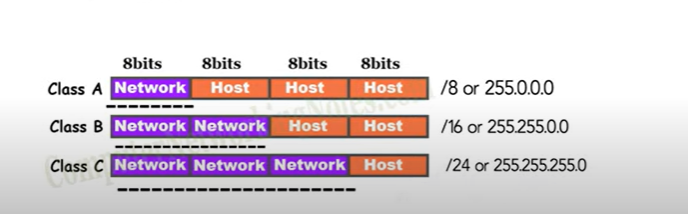 8bits 8bits 8bits 8bits
Class A Network Host Host Host /8 or 255.0.0.0
Class B Network Network Host Host /16 or 255.255.0.0
Class C Network Network Network Host /24 or 255.255.255.0